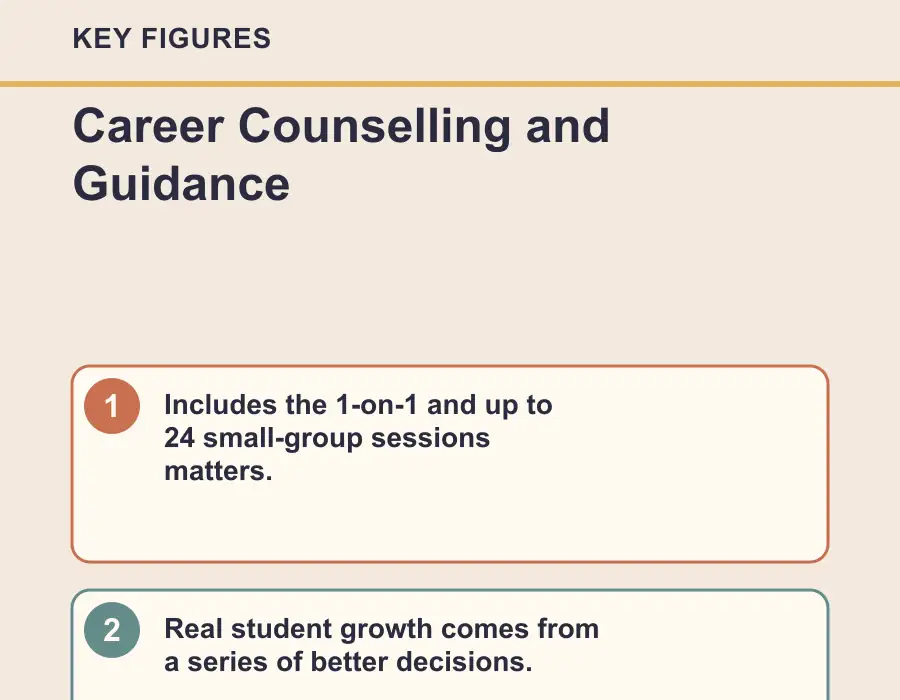 KEY FIGURES
Career Counselling and
Guidance
1
Includes the 1-on-1 and up to
24 small-group sessions
matters.
2
Real student growth comes from
a series of better decisions.